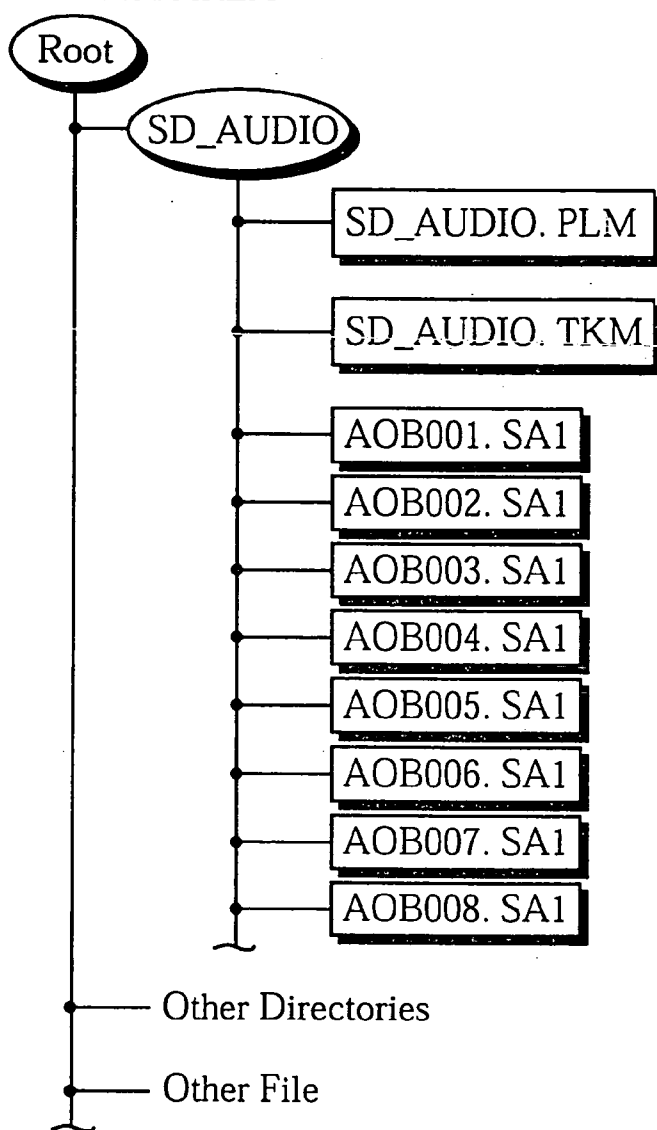 Root
SD_AUDIO
SD_AUDIO. PLM
SD_AUDIO. TKM
AOB001. SA1
AOB002. SA1
AOB003. SA1
AOB004. SA1
AOB005. SA1
AOB006. SA1
AOB007. SA1
AOB008. SA1
Other Directories
Other File